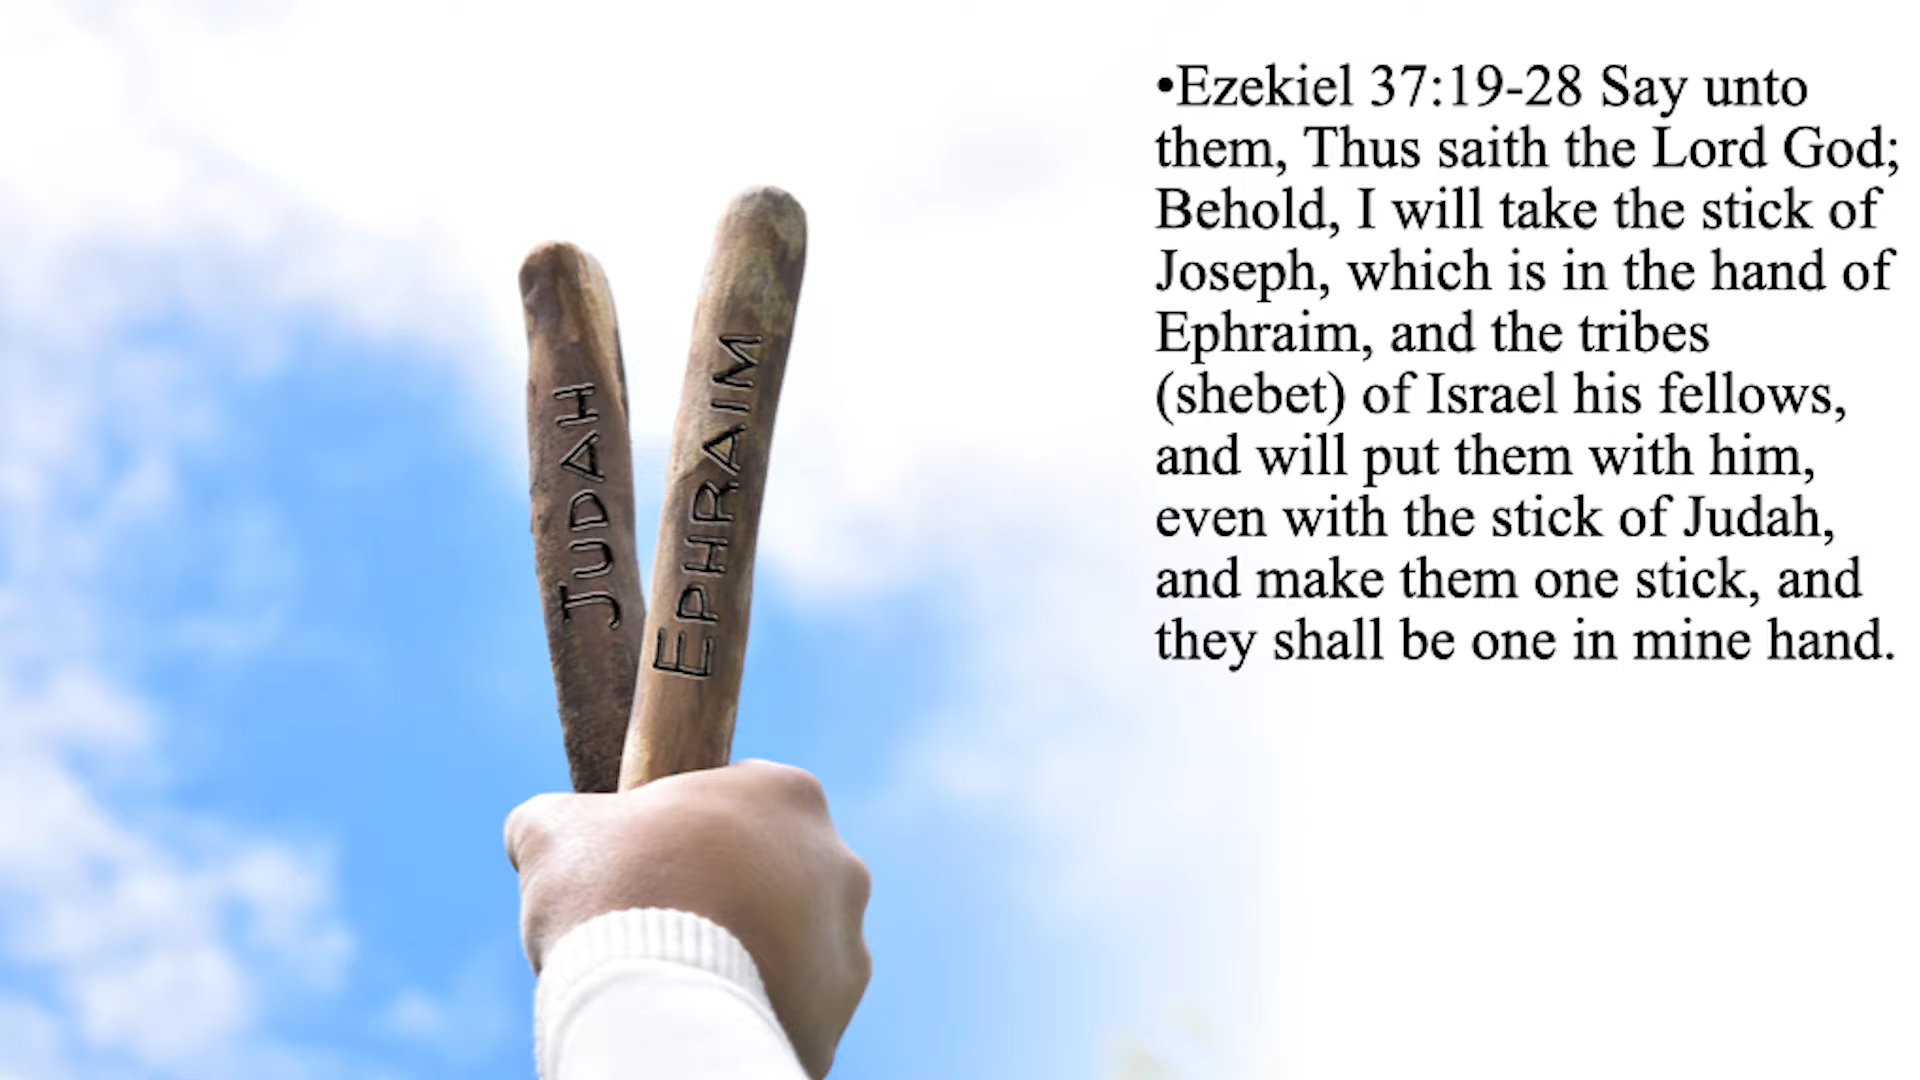 •Ezekiel 37:19-28 Say unto
them, Thus saith the Lord God;
Behold, I will take the stick of
Joseph, which is in the hand of
Ephraim, and the tribes
(shebet) of Israel his fellows,
and will put them with him,
even with the stick of Judah,
and make them one stick, and
they shall be one in mine hand.
JUDAH
EPHRAIM